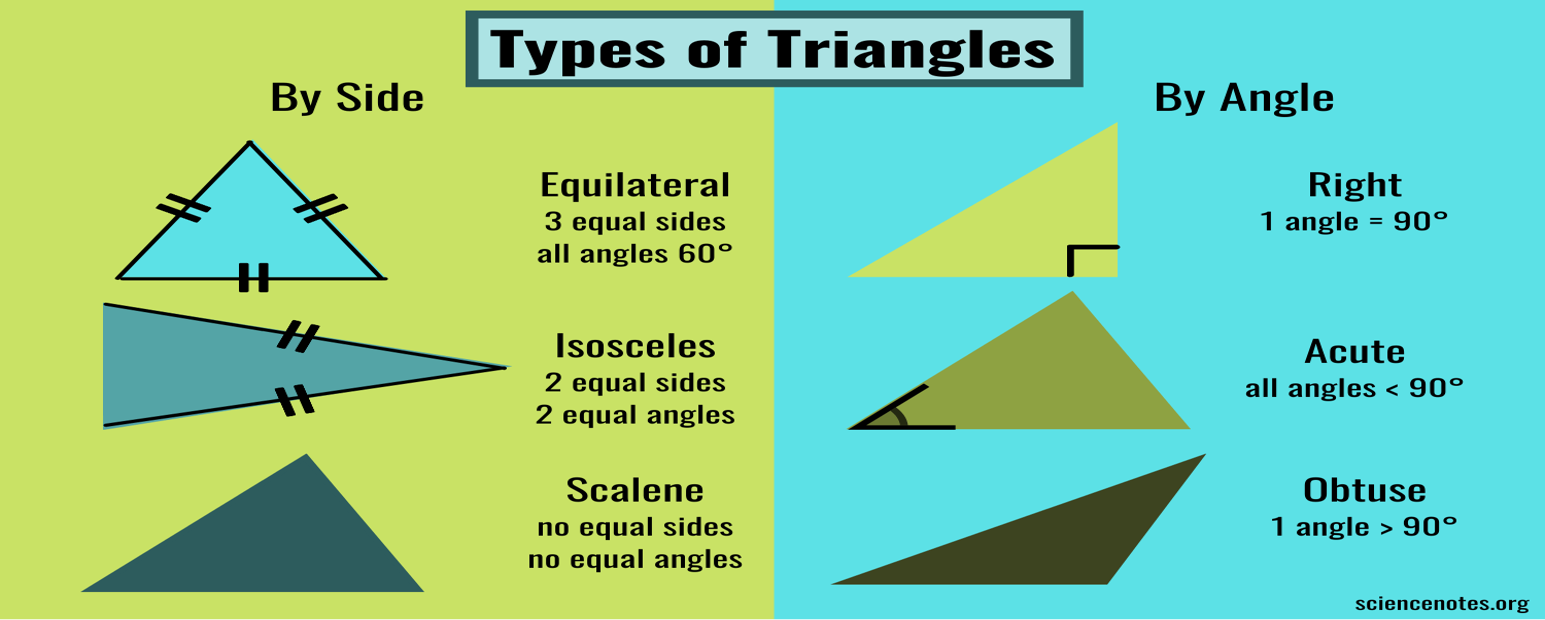 Types of Triangles
By Side
Equilateral
3 equal sides
all angles 60°
Isosceles
2 equal sides
2 equal angles
Scalene
no equal sides
no equal angles
By Angle
Right
1 angle = 90°
Acute
all angles < 90°
Obtuse
1 angle > 90°
sciencenotes.org